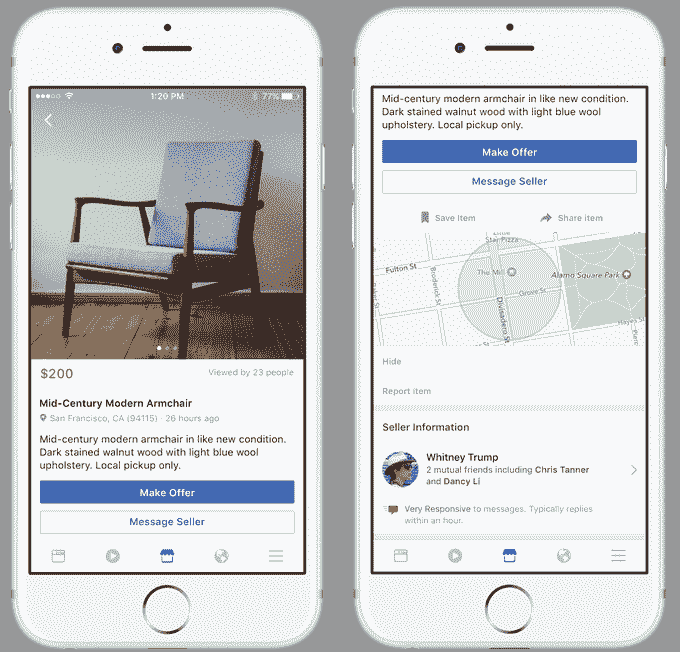 1:20 PM
77%
$200
Viewed by 23 people
Mid-Century Modern Armchair
San Francisco, CA (94115) · 26 hours ago
Mid-century modern armchair in like new condition.
Dark stained walnut wood with light blue wool
upholstery. Local pickup only.
Make Offer
Message Seller
Mid-century modern armchair in like new condition.
Dark stained walnut wood with light blue wool
upholstery. Local pickup only.
Make Offer
Message Seller
Save Item
Share item
Star Pizza
The Mill
Alamo Square Park
Fulton St
Broderick St
Grove St
Divisadero St
Hayes St
Hide
Report item
Seller Information
Whitney Trump
2 mutual friends including Chris Tanner
and Dancy Li
Very Responsive to messages. Typically replies
within an hour.